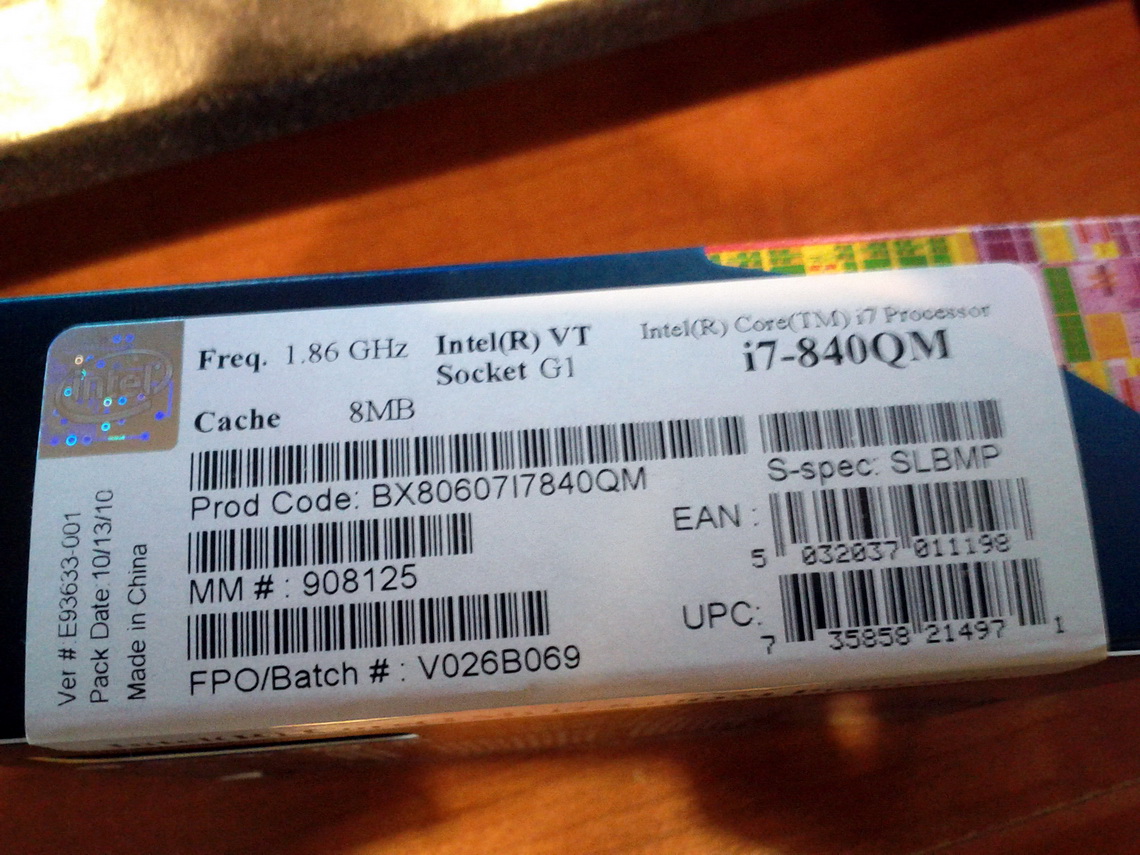 intel
Freq. 1.86 GHz
Intel(R) VT
Socket G1
Intel(R) Core(TM) i7 Processor
i7-840QM
Cache 8MB
Prod Code: BX80607I7840QM
S-spec: SLBMP
MM # : 908125
EAN :
5 032037 011198
FPO/Batch # : V026B069
UPC:
7 35858 21497 1
Ver # E93633-001
Pack Date:10/13/10
Made in China